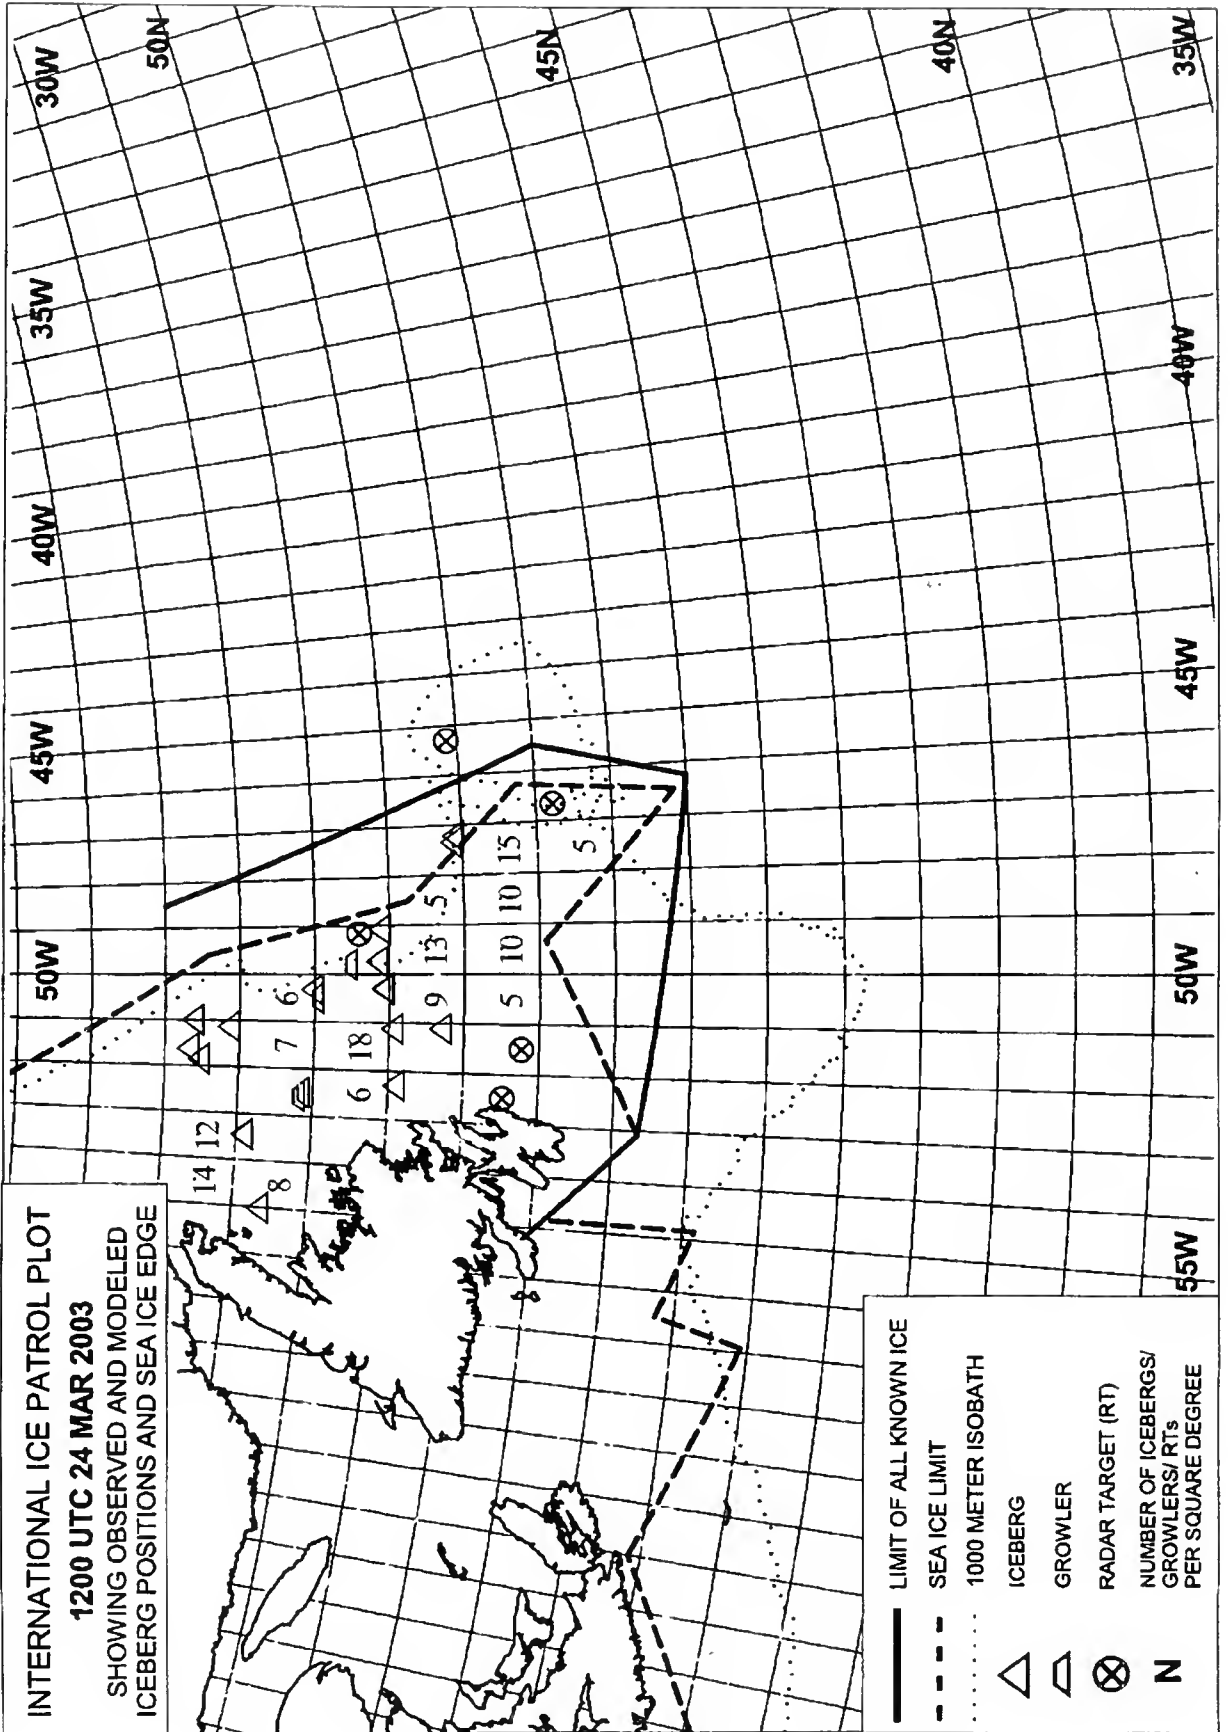 INTERNATIONAL ICE PATROL PLOT
1200 UTC 24 MAR 2003
SHOWING OBSERVED AND MODELED
ICEBERG POSITIONS AND SEA ICE EDGE
50W
45W
40W
35W
30W
50N
45N
40N
35W
40W
45W
50W
55W
14
12
8
7
6
6
18
13
5
9
5
10
10
15
5
LIMIT OF ALL KNOWN ICE
SEA ICE LIMIT
1000 METER ISOBATH
ICEBERG
GROWLER
RADAR TARGET (RT)
N
NUMBER OF ICEBERGS/
GROWLERS/ RTs
PER SQUARE DEGREE